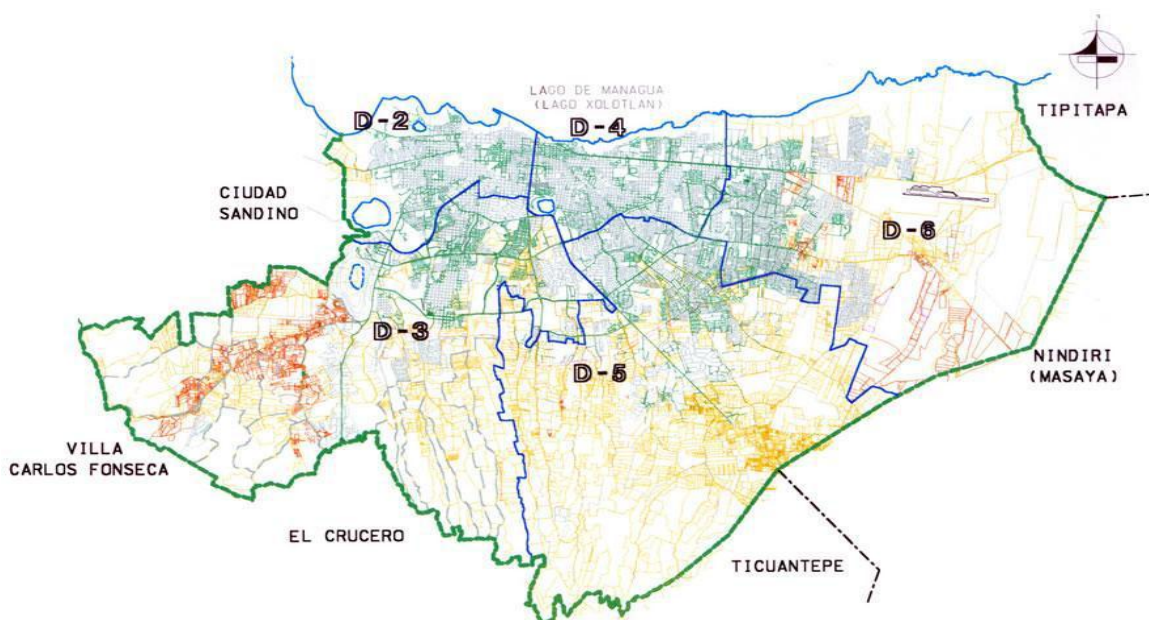 TIPITAPA
LAGO DE MANAGUA
(LAGO XOLOTLAN)
D-2
D-4
CIUDAD
SANDINO
D-6
D-3
NINDIRI
(MASAYA)
D-5
VILLA
CARLOS FONSECA
EL CRUCERO
TICUANTEPE